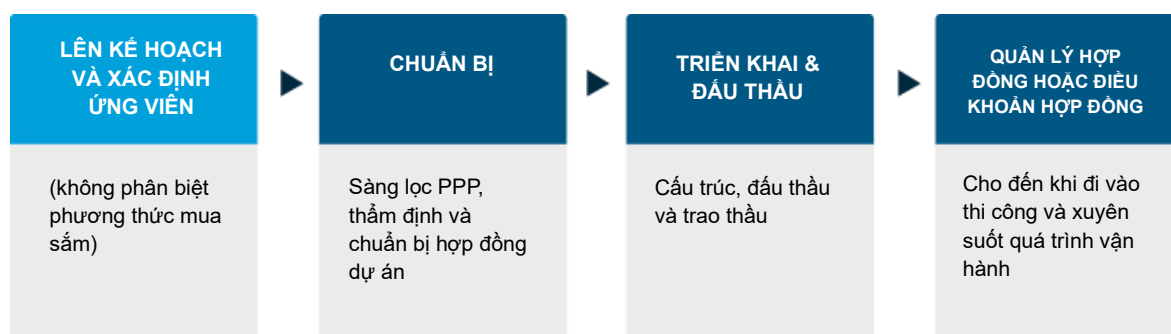 LÊN KẾ HOẠCH
VÀ XÁC ĐỊNH
ỨNG VIÊN
(không phân biệt
phương thức mua
sắm)
CHUẨN BỊ
Sàng lọc PPP,
thẩm định và
chuẩn bị hợp đồng
dự án
TRIỂN KHAI &
ĐẤU THẦU
Cấu trúc, đấu thầu
và trao thầu
QUẢN LÝ HỢP
ĐỒNG HOẶC ĐIỀU
KHOẢN HỢP ĐỒNG
Cho đến khi đi vào
thi công và xuyên
suốt quá trình vận
hành